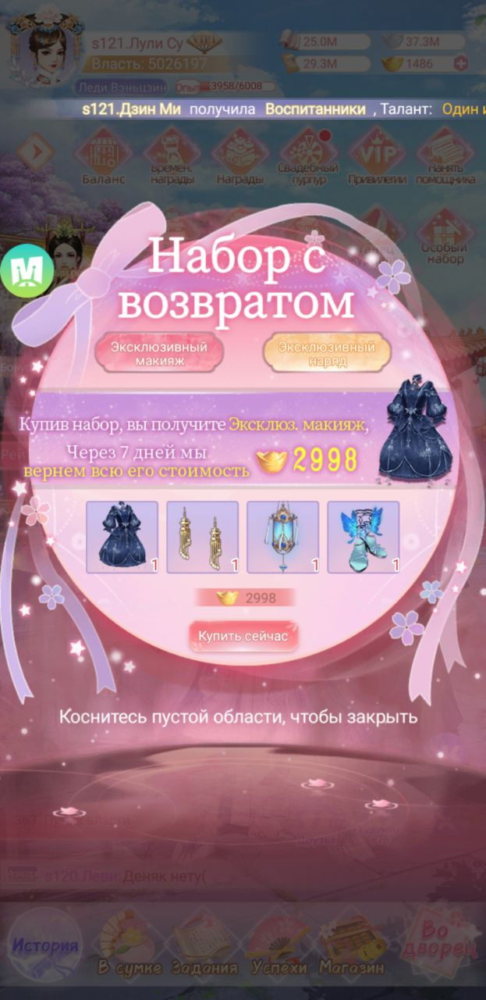 s121.Лули Су VIP1
25.0M
37.3M
Власть: 5026197
29.3M
1486
Леди Вэньцзин
Опыт 3958/6008
s121.Дзин Ми получила Воспитанники , Талант: Один
Баланс
Времен. награды
Награды
Свадебный пурпур
Привилегии
VIP
Нанять помощника
Особый набор
Набор с
возвратом
Эксклюзивный
макияж
Эксклюзивный
наряд
Купив набор, вы получите Эксклюз. макияж,
Через 7 дней мы
вернем всю его стоимость
2998
1
1
1
1
2998
Купить сейчас
Коснитесь пустой области, чтобы закрыть
s120.Леви: Деняк нету(
История
В сумке
Задания
Успехи
Магазин
Во
дворец